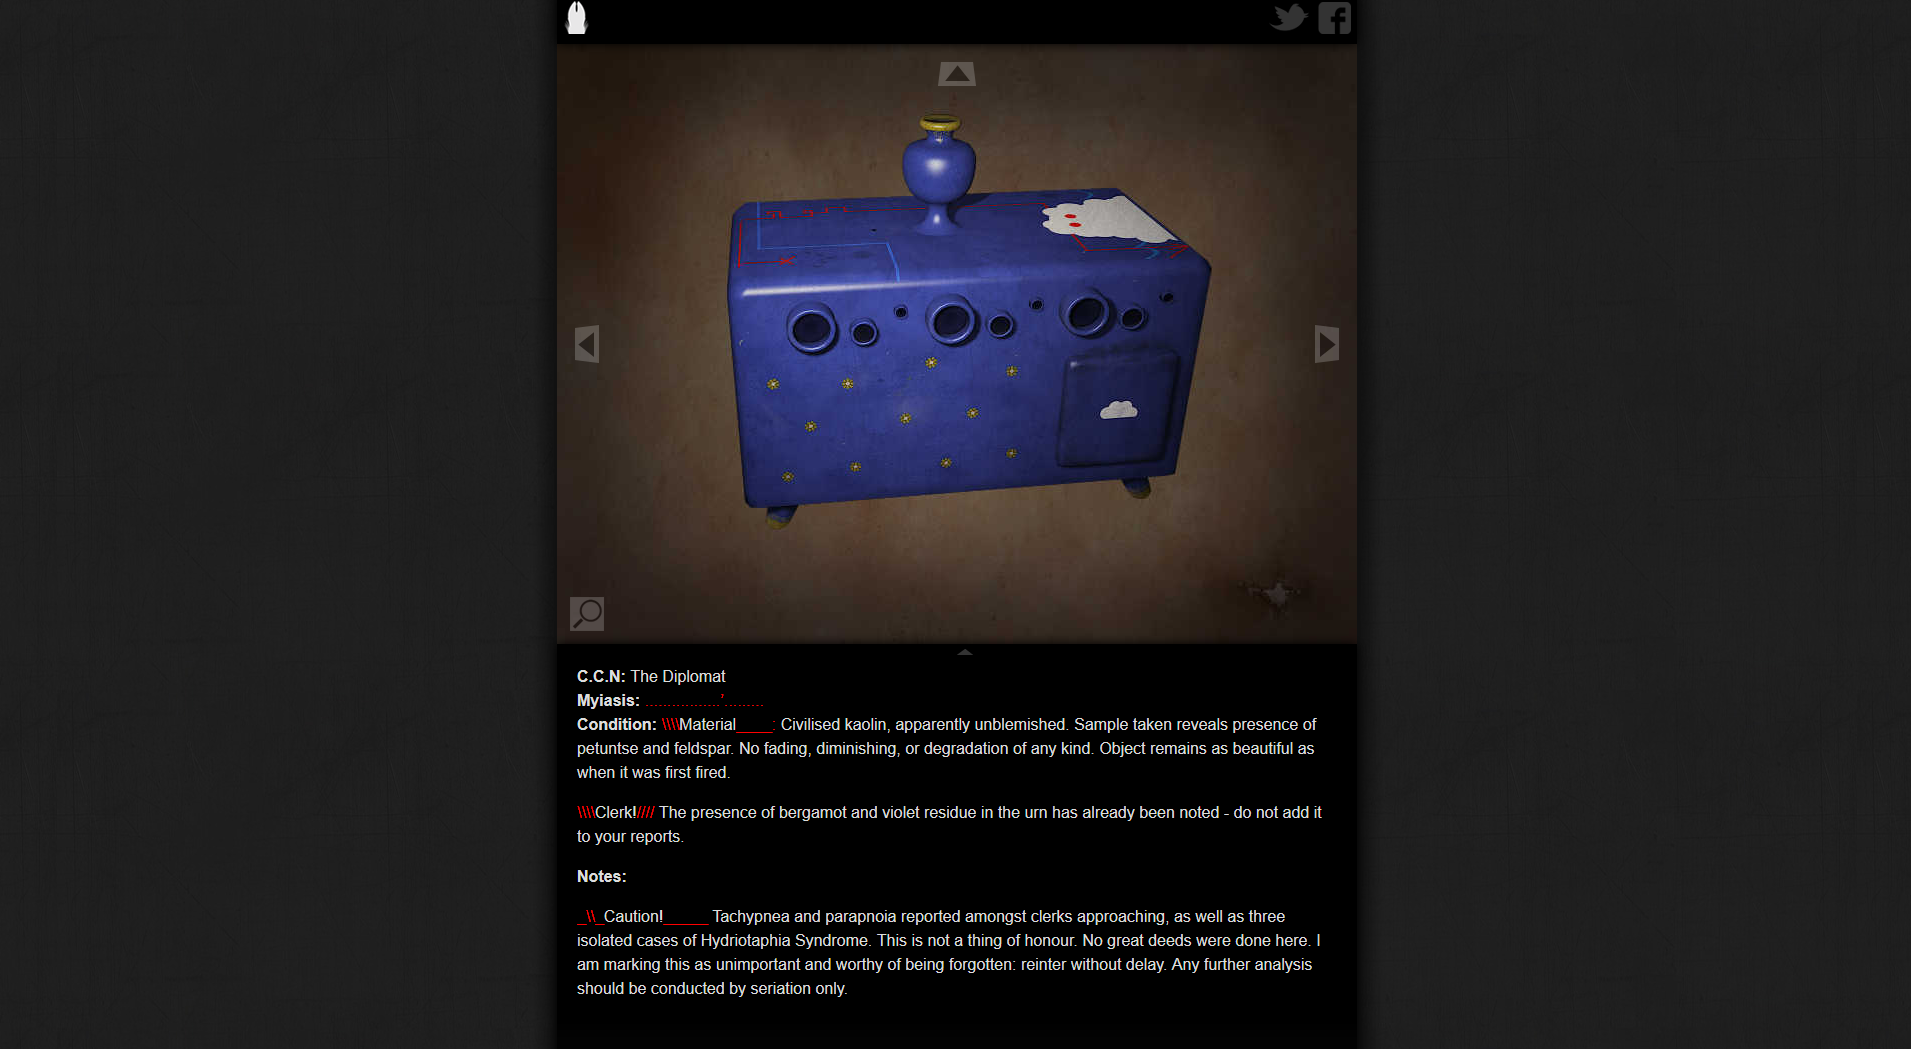 C.C.N: The Diplomat
Myiasis: .................'.........
Condition: \\\\Material____: Civilised kaolin, apparently unblemished. Sample taken reveals presence of
petuntse and feldspar. No fading, diminishing, or degradation of any kind. Object remains as beautiful as
when it was first fired.
\\\\Clerk!//// The presence of bergamot and violet residue in the urn has already been noted - do not add it
to your reports.
Notes:
_\\_Caution!_____ Tachypnea and parapnoia reported amongst clerks approaching, as well as three
isolated cases of Hydriotaphia Syndrome. This is not a thing of honour. No great deeds were done here. I
am marking this as unimportant and worthy of being forgotten: reinter without delay. Any further analysis
should be conducted by seriation only.